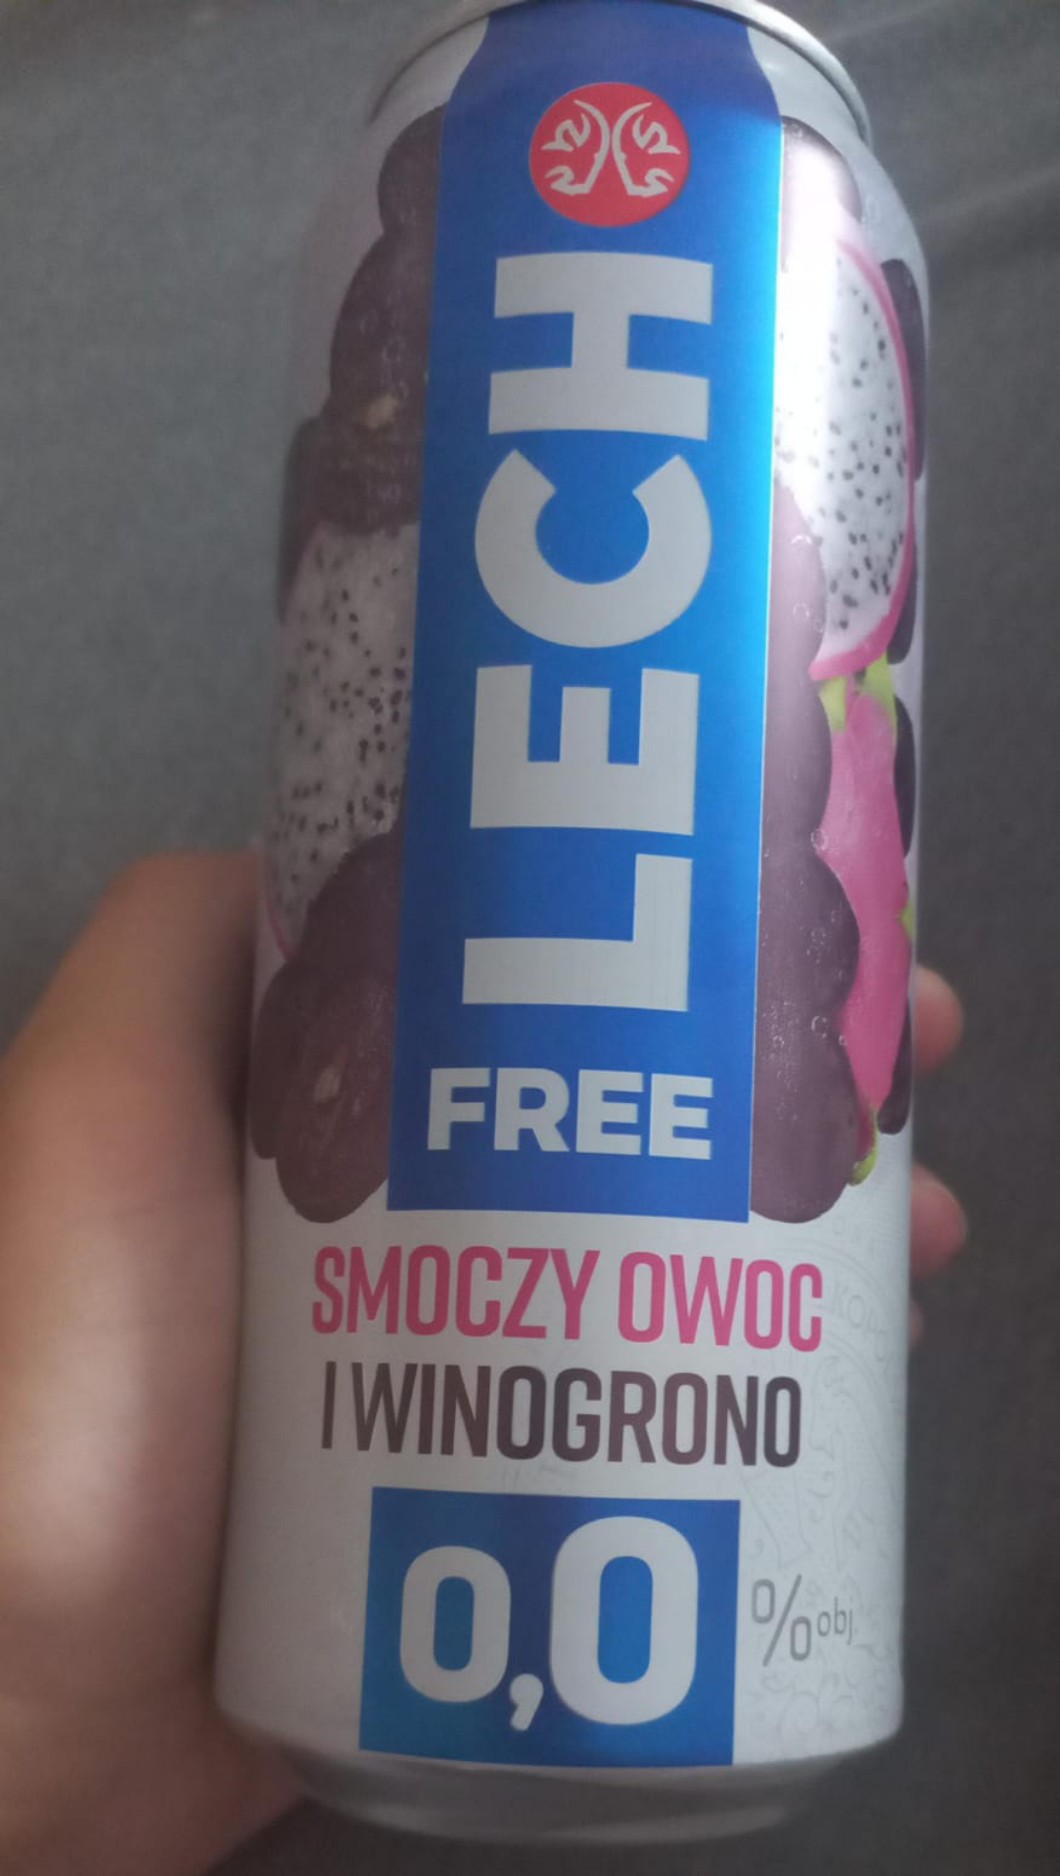 LECH
FREE
SMOCZY OWOC
I WINOGRONO
0,0 % obj.